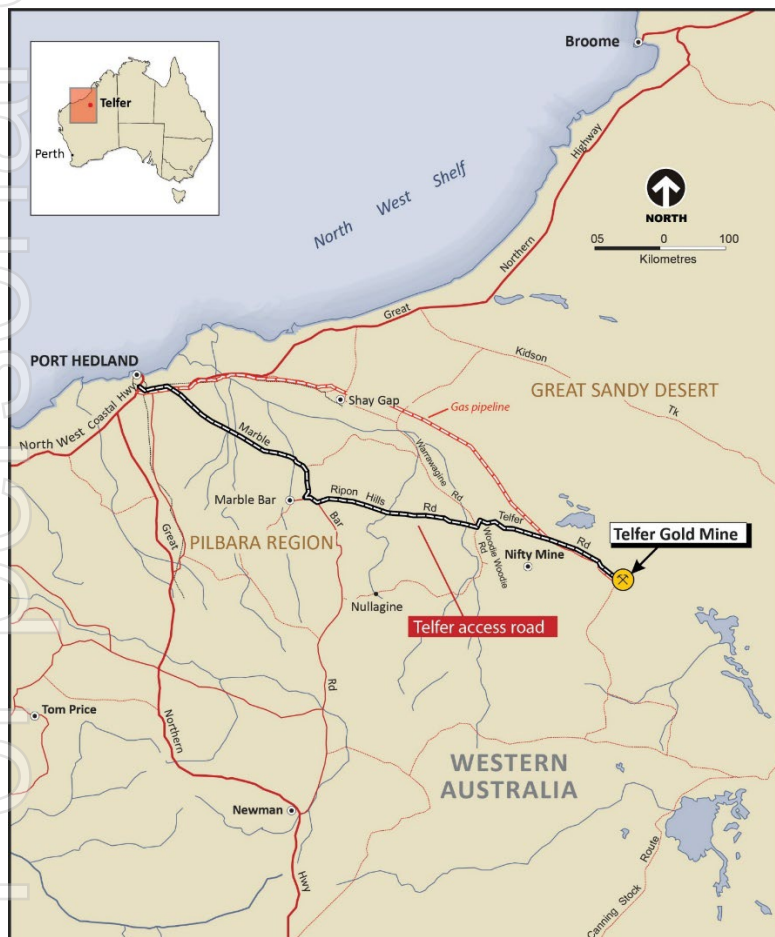 Broome
Telfer
Perth
North West Shelf
Highway
Northern
Great
NORTH
05 0 100
Kilometres
PORT HEDLAND
North West Coastal Hwy
Kidson
Tk
GREAT SANDY DESERT
Shay Gap
Gas pipeline
Marble
Bar
Rd
Warrawagine
Rd
Marble Bar
Ripon Hills Rd
Telfer Rd
Telfer Gold Mine
Great
PILBARA REGION
Woodie Woodie
Rd
Nifty Mine
Nullagine
Telfer access road
Tom Price
Northern
Newman
Hwy
WESTERN
AUSTRALIA
Canning Stock Route